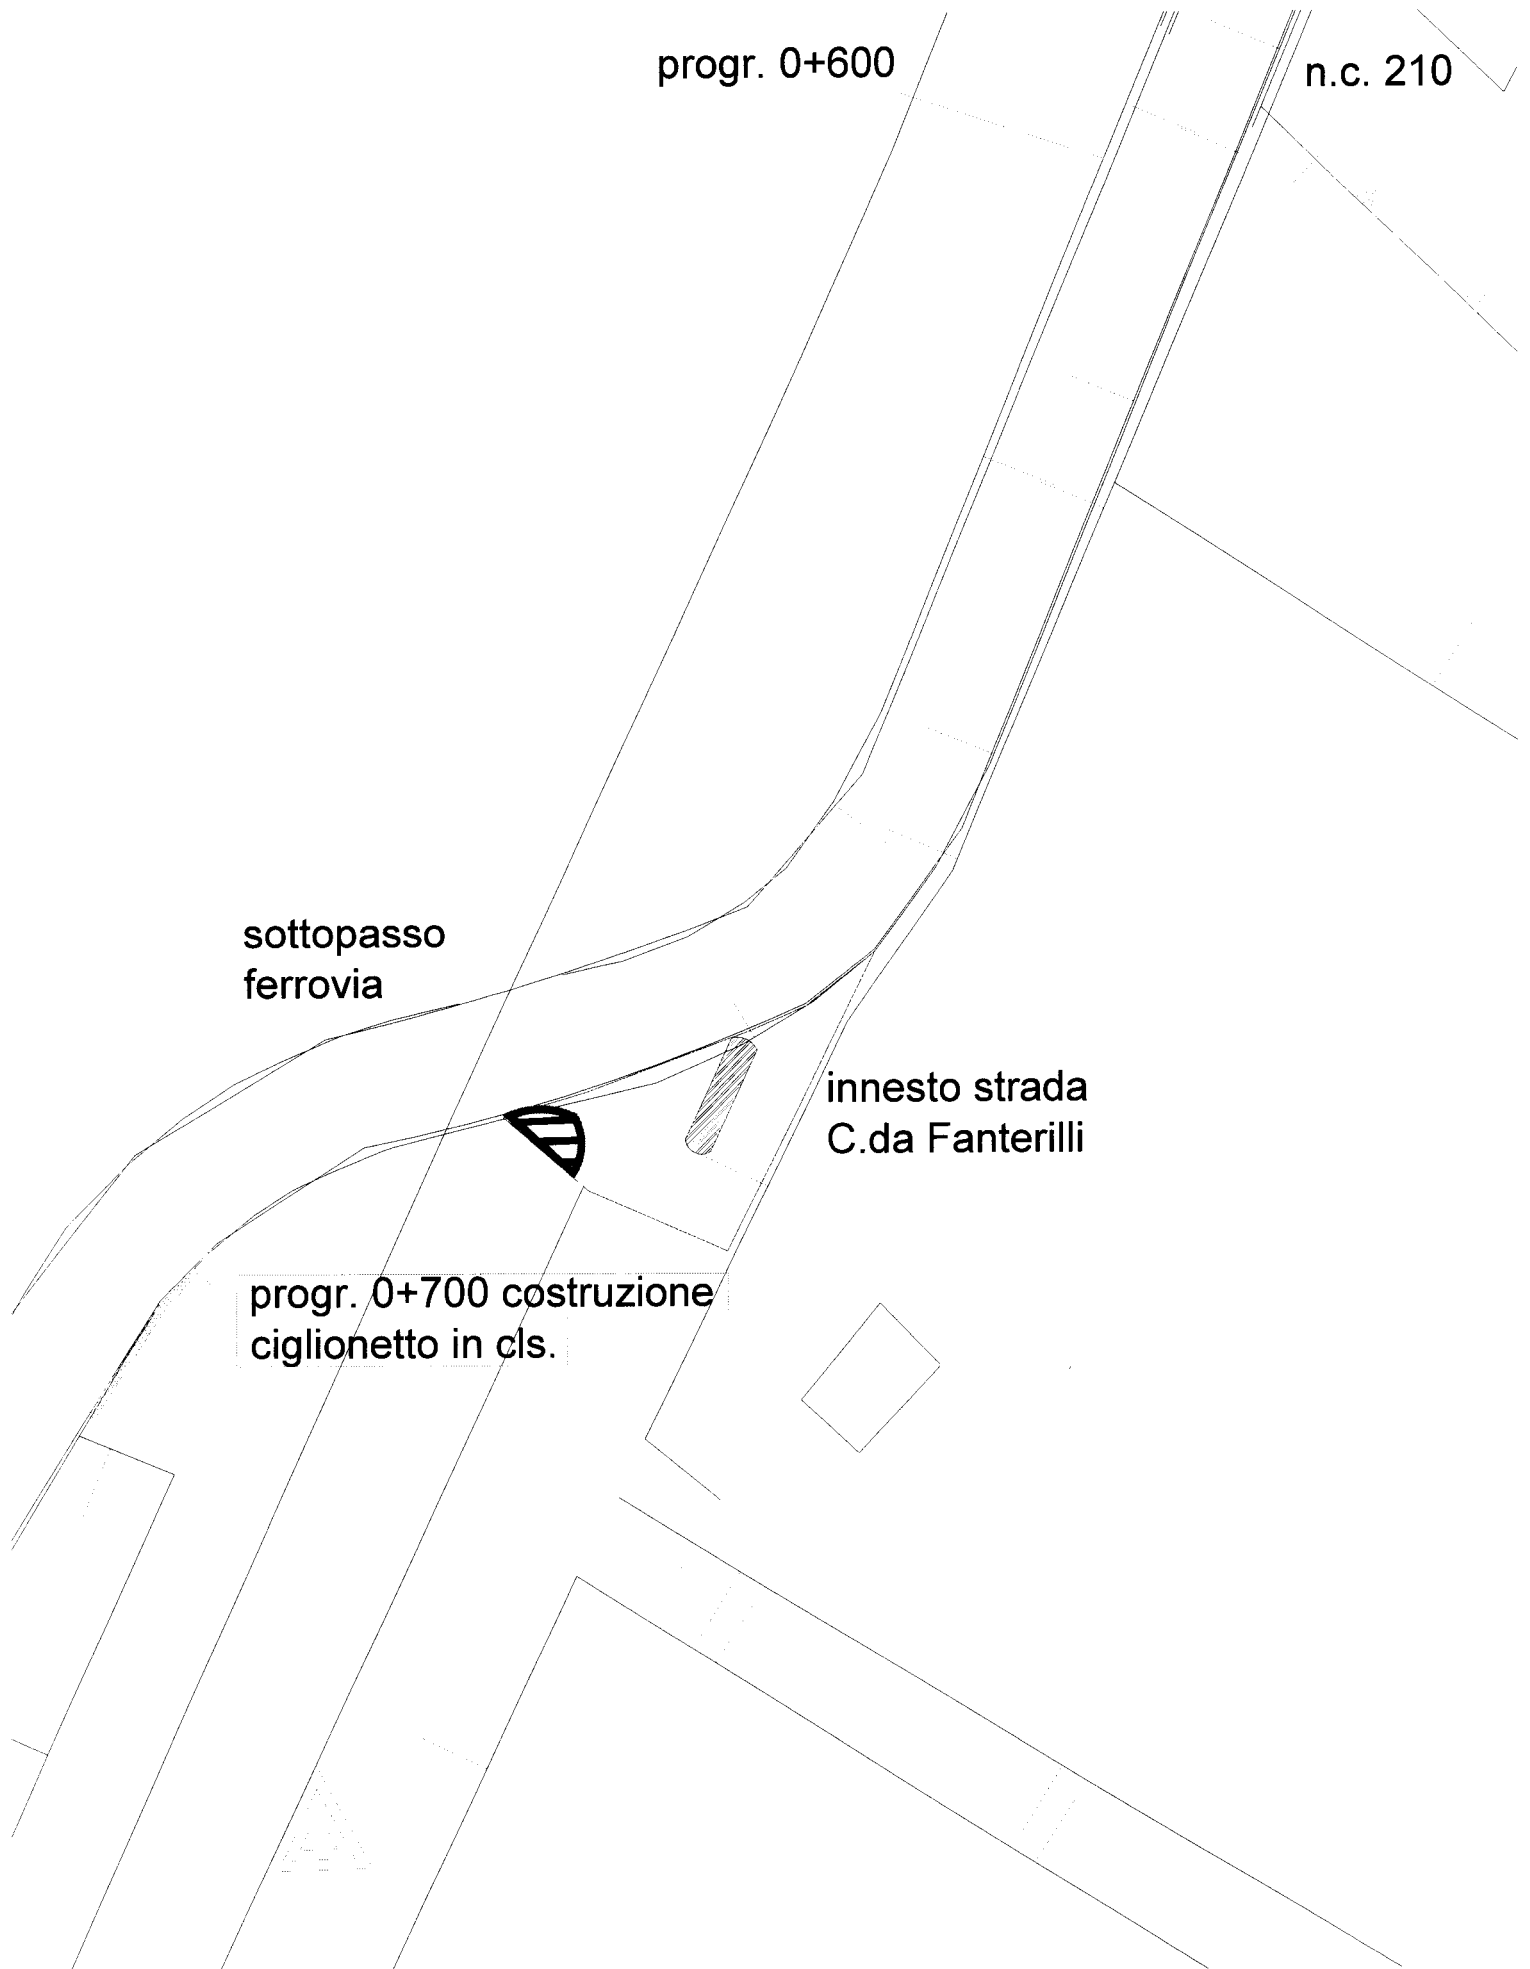 progr. 0+600
n.c. 210
sottopasso
ferrovia
innesto strada
C.da Fanterilli
progr. 0+700 costruzione
ciglionetto in cls.